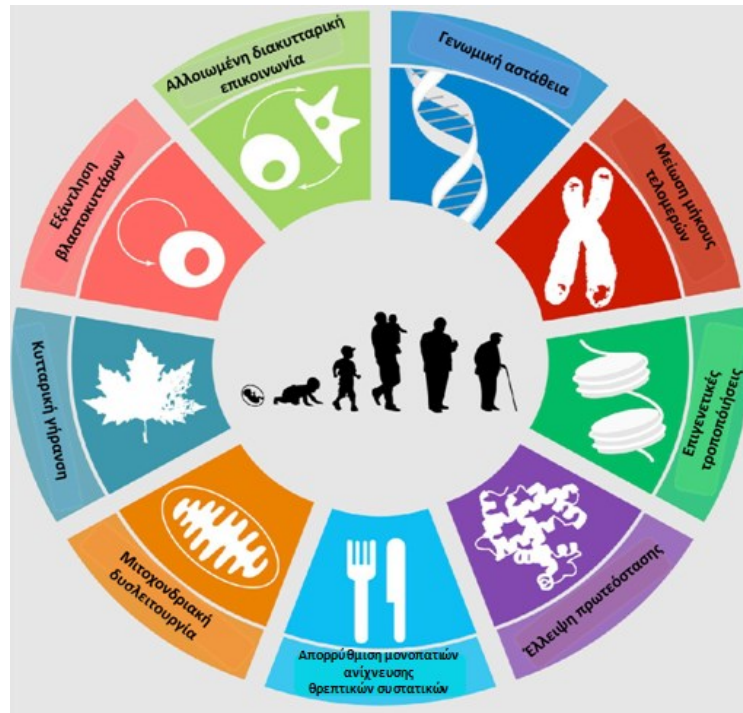 Γενωμική αστάθεια
Μείωση μήκους
τελομερών
Επιγενετικές
τροποποιήσεις
Έλλειψη πρωτεόστασης
Απορρύθμιση μονοπατιών
ανίχνευσης
θρεπτικών συστατικών
Μιτοχονδριακή
δυσλειτουργία
Κυτταρική γήρανση
Εξάντληση
βλαστοκυττάρων
Αλλοιωμένη διακυτταρική
επικοινωνία